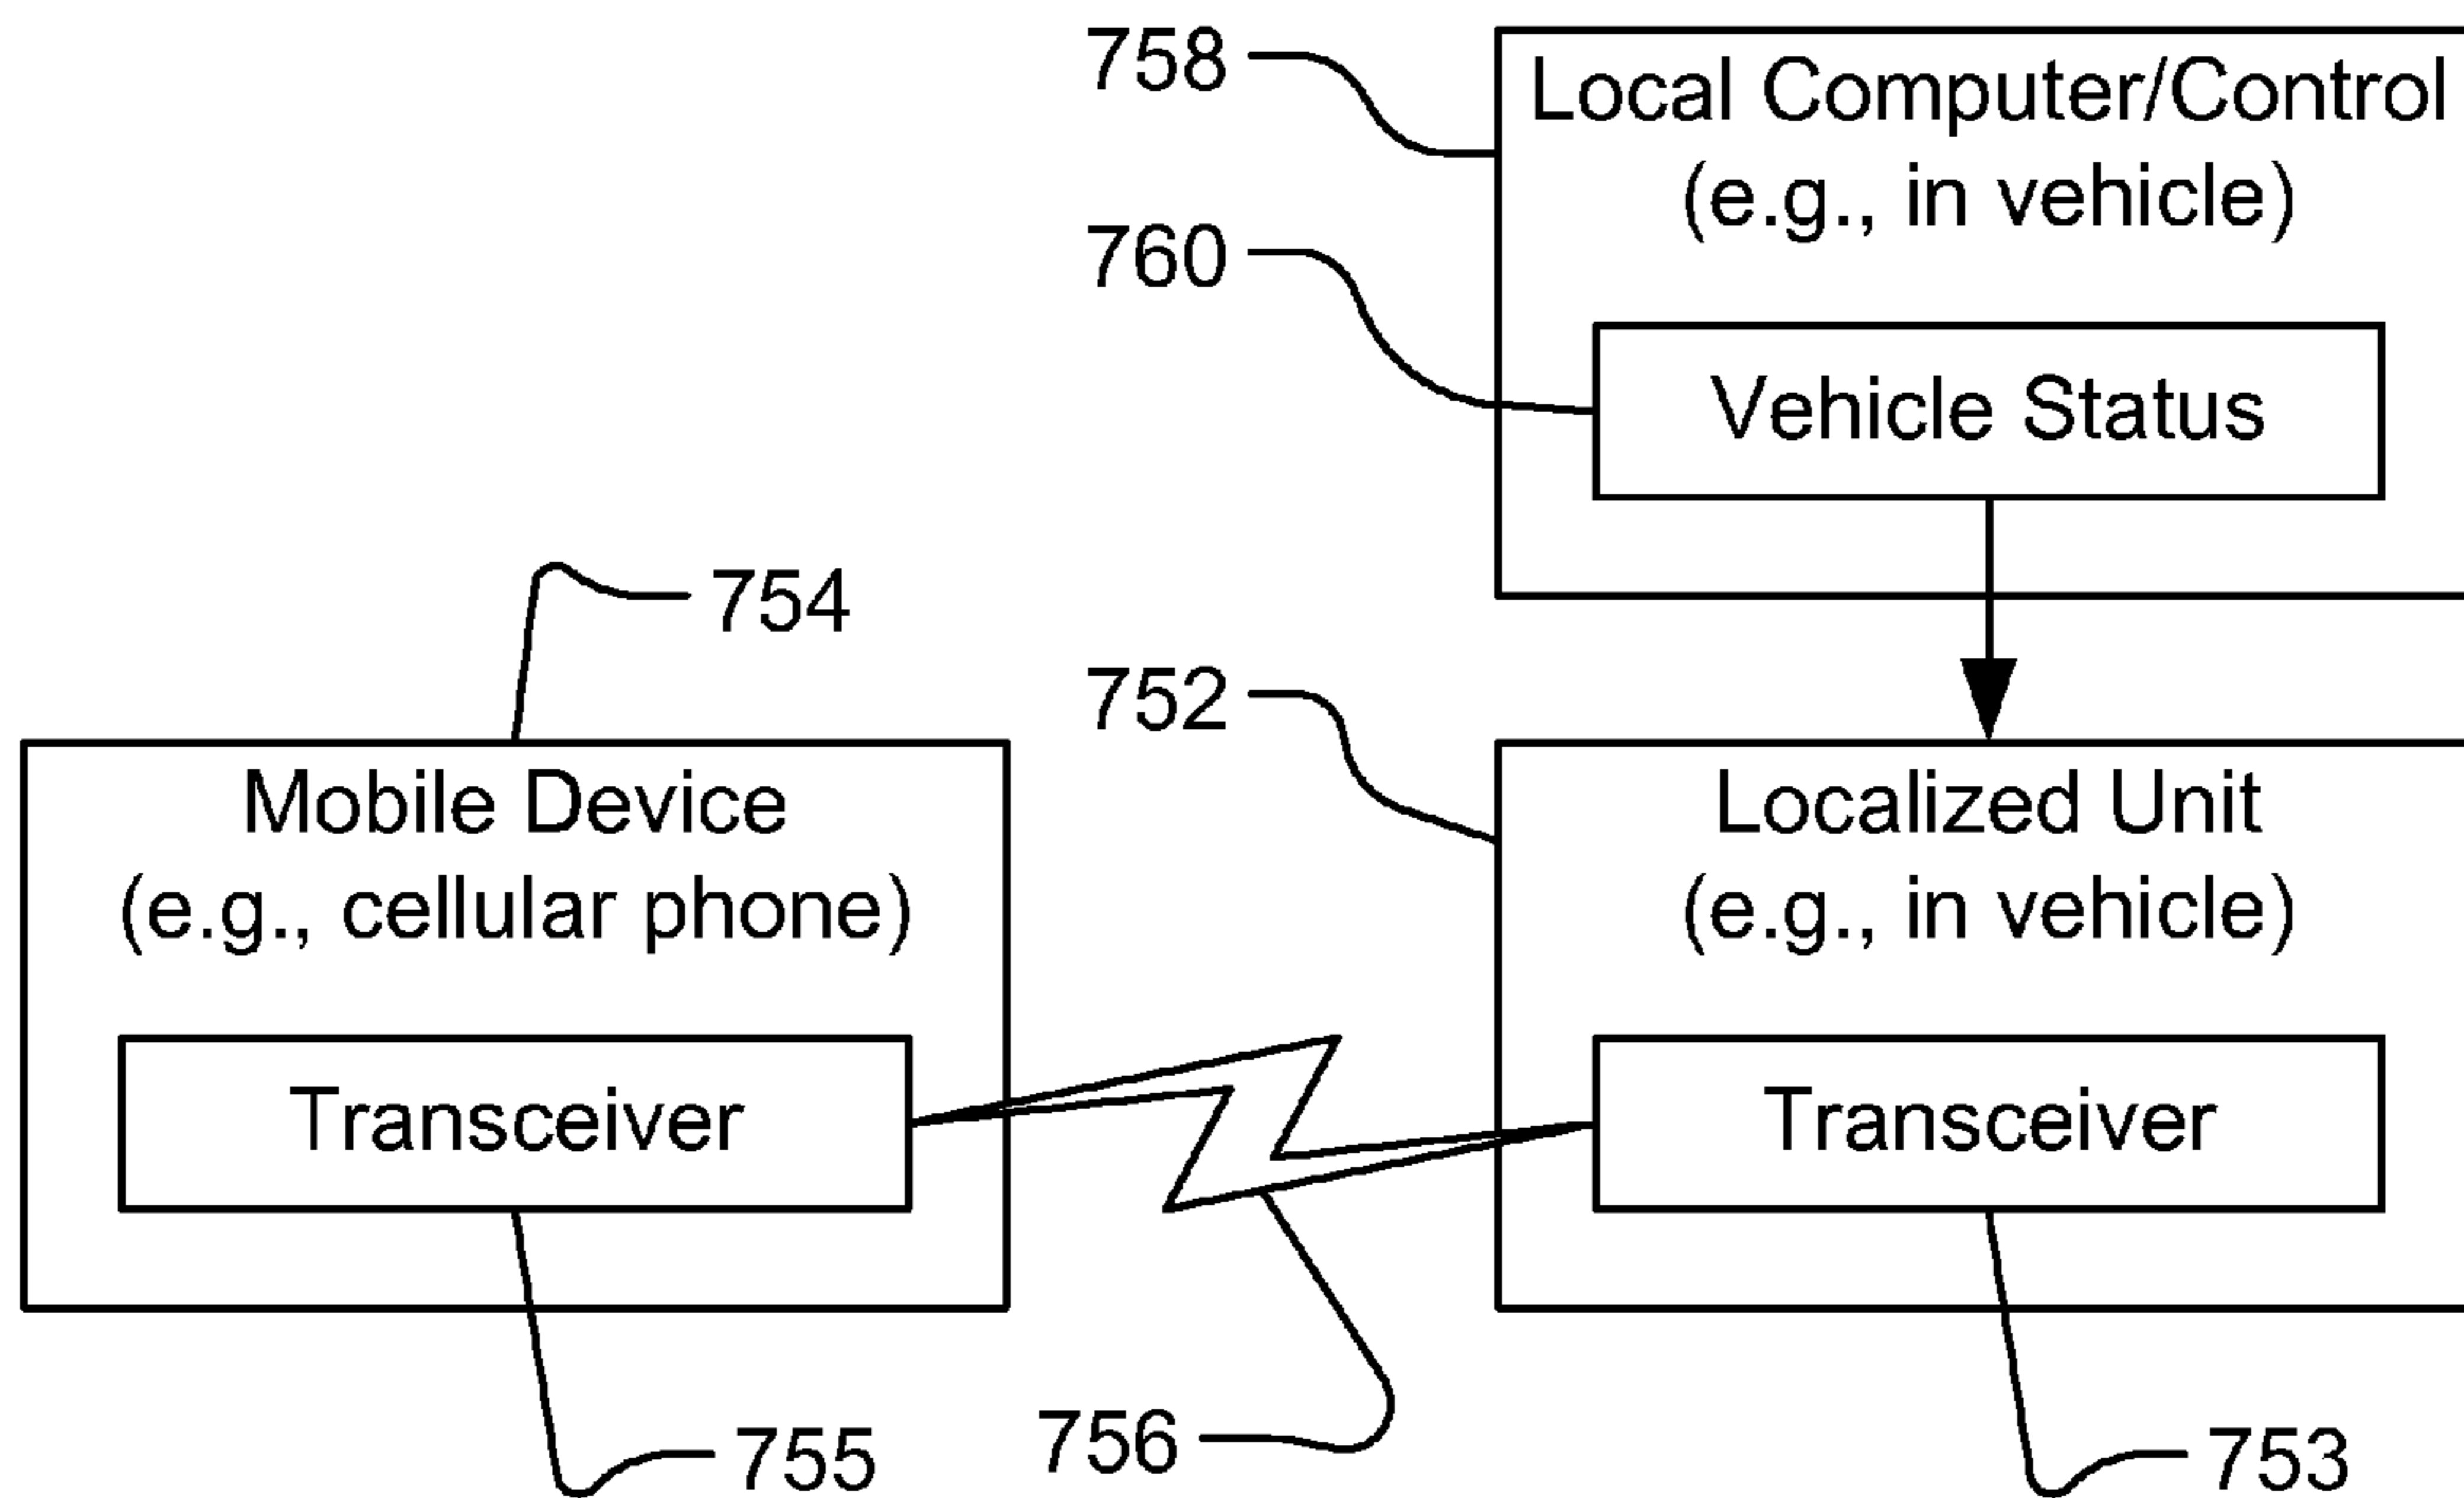 758
Local Computer/Control
(e.g., in vehicle)
760
Vehicle Status
754
752
Mobile Device
(e.g., cellular phone)
Transceiver
Localized Unit
(e.g., in vehicle)
Transceiver
755
756
753